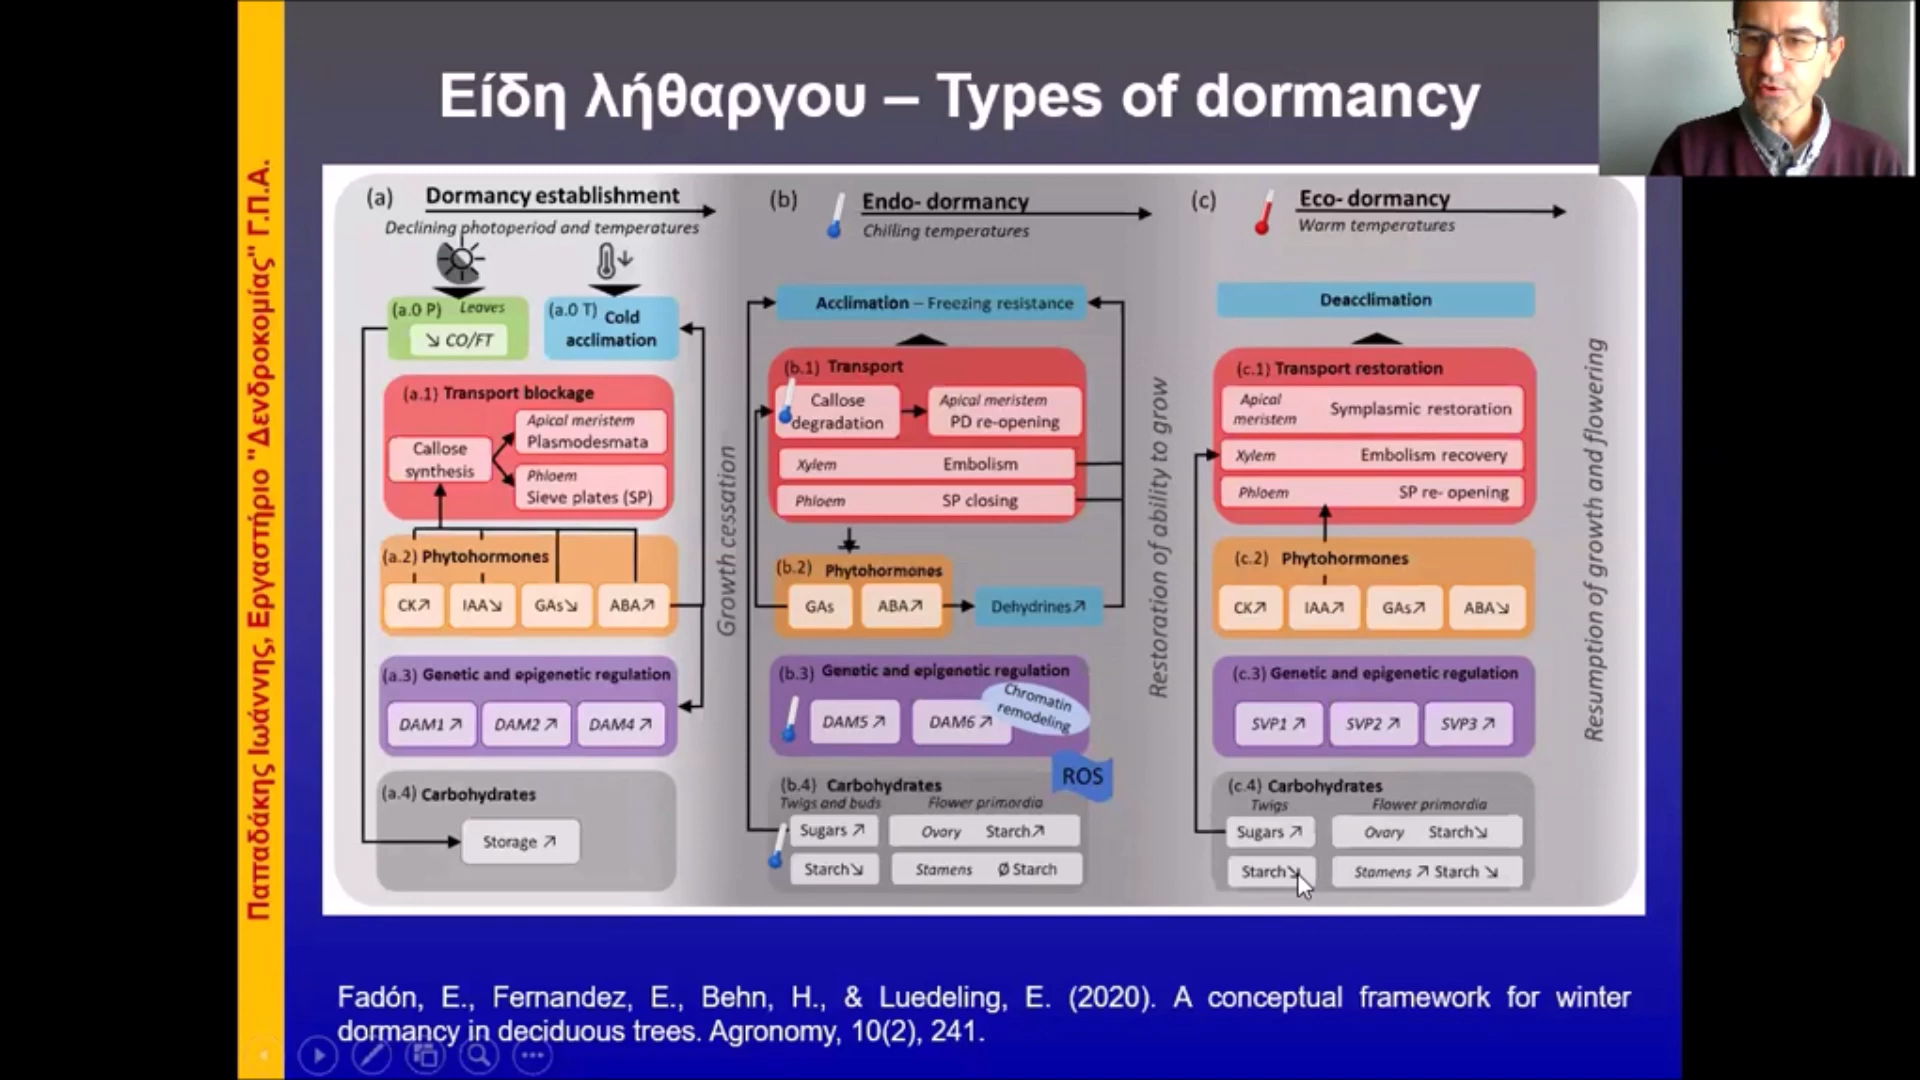 Είδη λήθαργου – Types of dormancy
Παπαδάκης Ιωάννης, Εργαστήριο "Δενδροκομίας" Γ.Π.Α.
(a) Dormancy establishment
Declining photoperiod and temperatures
(a.0 P) Leaves
↘ CO/FT
(a.0 T) Cold
acclimation
(a.1) Transport blockage
Callose
synthesis
Apical meristem
Plasmodesmata
Phloem
Sieve plates (SP)
(a.2) Phytohormones
CK↗ IAA↘ GAs↘ ABA↗
(a.3) Genetic and epigenetic regulation
DAM1 ↗ DAM2 ↗ DAM4 ↗
(a.4) Carbohydrates
Storage ↗
Growth cessation
(b) Endo- dormancy
Chilling temperatures
Acclimation – Freezing resistance
(b.1) Transport
Callose
degradation
Apical meristem
PD re-opening
Xylem Embolism
Phloem SP closing
(b.2) Phytohormones
GAs ABA↗ Dehydrines↗
(b.3) Genetic and epigenetic regulation
DAM5 ↗ DAM6 ↗
Chromatin
remodeling
ROS
(b.4) Carbohydrates
Twigs and buds Flower primordia
Sugars ↗ Ovary Starch↗
Starch↘ Stamens Ø Starch
Restoration of ability to grow
(c) Eco- dormancy
Warm temperatures
Deacclimation
(c.1) Transport restoration
Apical
meristem
Symplasmic restoration
Xylem Embolism recovery
Phloem SP re- opening
(c.2) Phytohormones
CK↗ IAA↗ GAs↗ ABA↘
(c.3) Genetic and epigenetic regulation
SVP1 ↗ SVP2 ↗ SVP3 ↗
(c.4) Carbohydrates
Twigs Flower primordia
Sugars ↗ Ovary Starch↘
Starch↘ Stamens ↗ Starch ↘
Resumption of growth and flowering
Fadón, E., Fernandez, E., Behn, H., & Luedeling, E. (2020). A conceptual framework for winter
dormancy in deciduous trees. Agronomy, 10(2), 241.